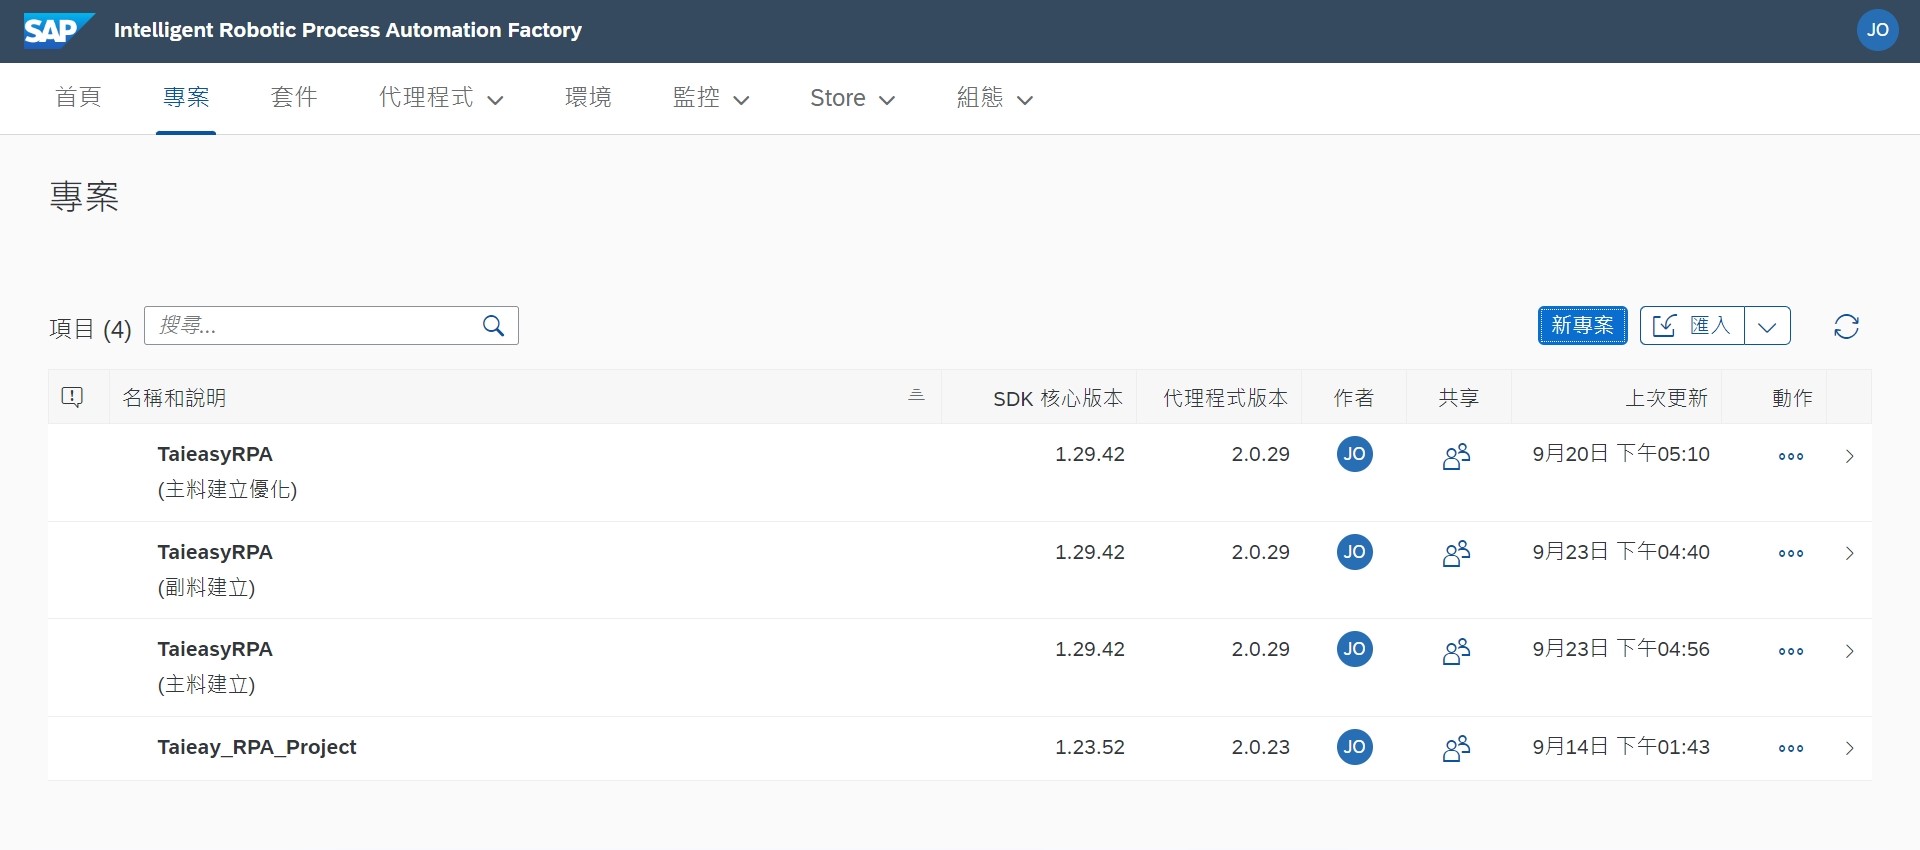 SAP Intelligent Robotic Process Automation Factory JO
首頁 專案 套件 代理程式 環境 監控 Store 組態
專案
項目 (4) 搜尋... 新專案 匯入
名稱和說明 SDK 核心版本 代理程式版本 作者 共享 上次更新 動作
TaieasyRPA 1.29.42 2.0.29 JO 9月20日 下午05:10
(主料建立優化)
TaieasyRPA 1.29.42 2.0.29 JO 9月23日 下午04:40
(副料建立)
TaieasyRPA 1.29.42 2.0.29 JO 9月23日 下午04:56
(主料建立)
Taieay_RPA_Project 1.23.52 2.0.23 JO 9月14日 下午01:43